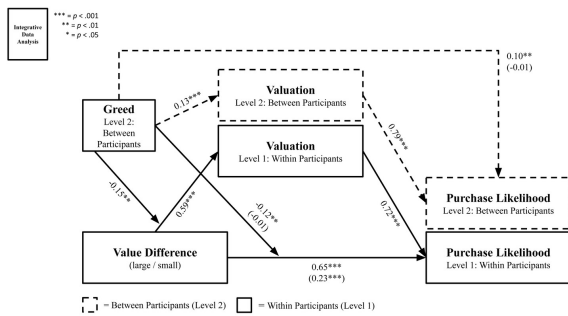 Integrative
Data
Analysis
*** = p < .001
** = p < .01
* = p < .05
0.10**
(-0.01)
Valuation
Level 2: Between Participants
0.13***
Greed
Level 2:
Between
Participants
Valuation
Level 1: Within Participants
0.79***
-0.15**
0.59***
-0.12**
(-0.01)
0.72***
Purchase Likelihood
Level 2: Between Participants
Value Difference
(large / small)
Purchase Likelihood
Level 1: Within Participants
0.65***
(0.23***)
= Between Participants (Level 2)
= Within Participants (Level 1)